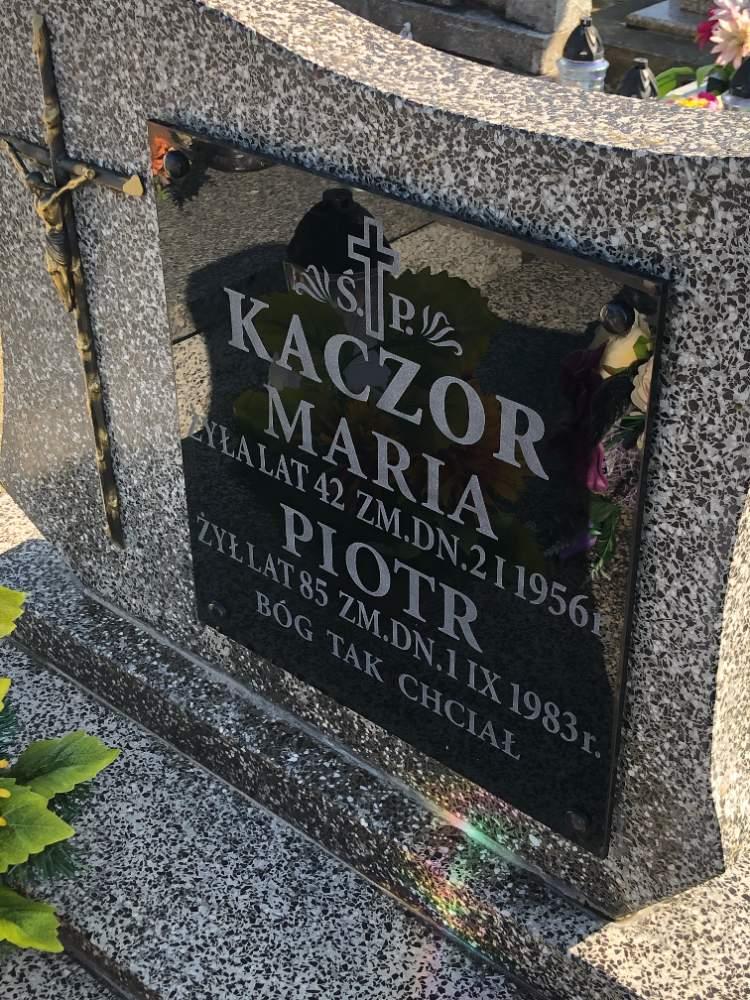 Ś. P.
KACZOR
MARIA
ŻYŁA LAT 42 ZM.DN.2 I 1956 r.
PIOTR
ŻYŁ LAT 85 ZM.DN.1 IX 1983 r.
BÓG TAK CHCIAŁ